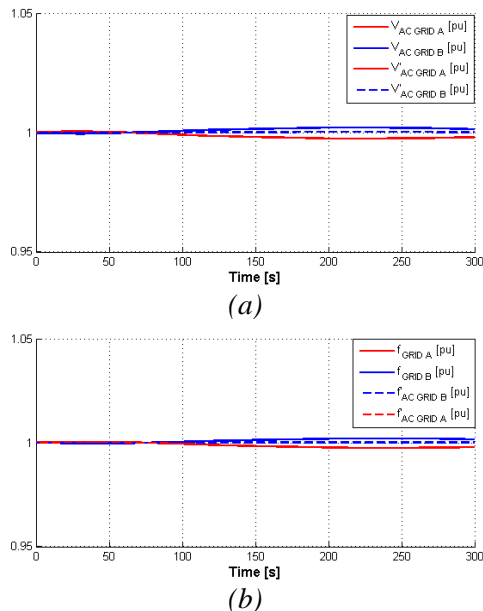 1.05
V_AC GRID A [pu]
V_AC GRID B [pu]
V'_AC GRID A [pu]
V'_AC GRID B [pu]
1
0.95
0 50 100 150 200 250 300
Time [s]
(a)
1.05
f_GRID A [pu]
f_GRID B [pu]
f'_AC GRID B [pu]
f'_AC GRID A [pu]
1
0.95
0 50 100 150 200 250 300
Time [s]
(b)